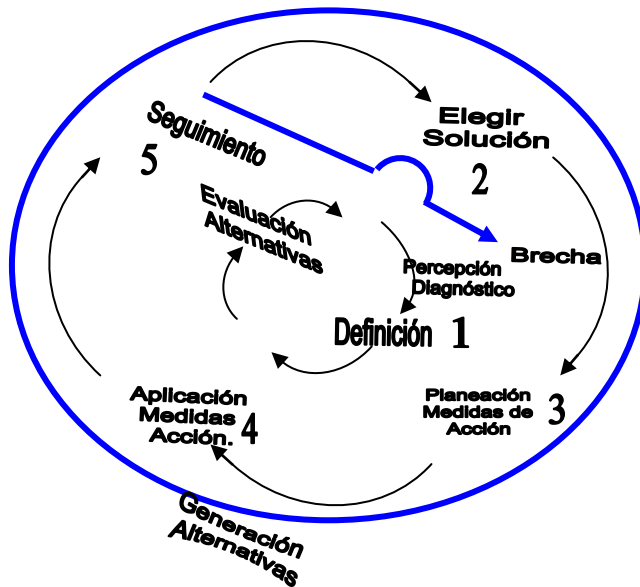 Elegir
Solución
2
Seguimiento
5
Evaluación
Alternativas
Brecha
Percepción
Diagnóstico
Definición 1
Aplicación
Medidas
Acción. 4
Planeación
Medidas de
Acción
3
Generación
Alternativas